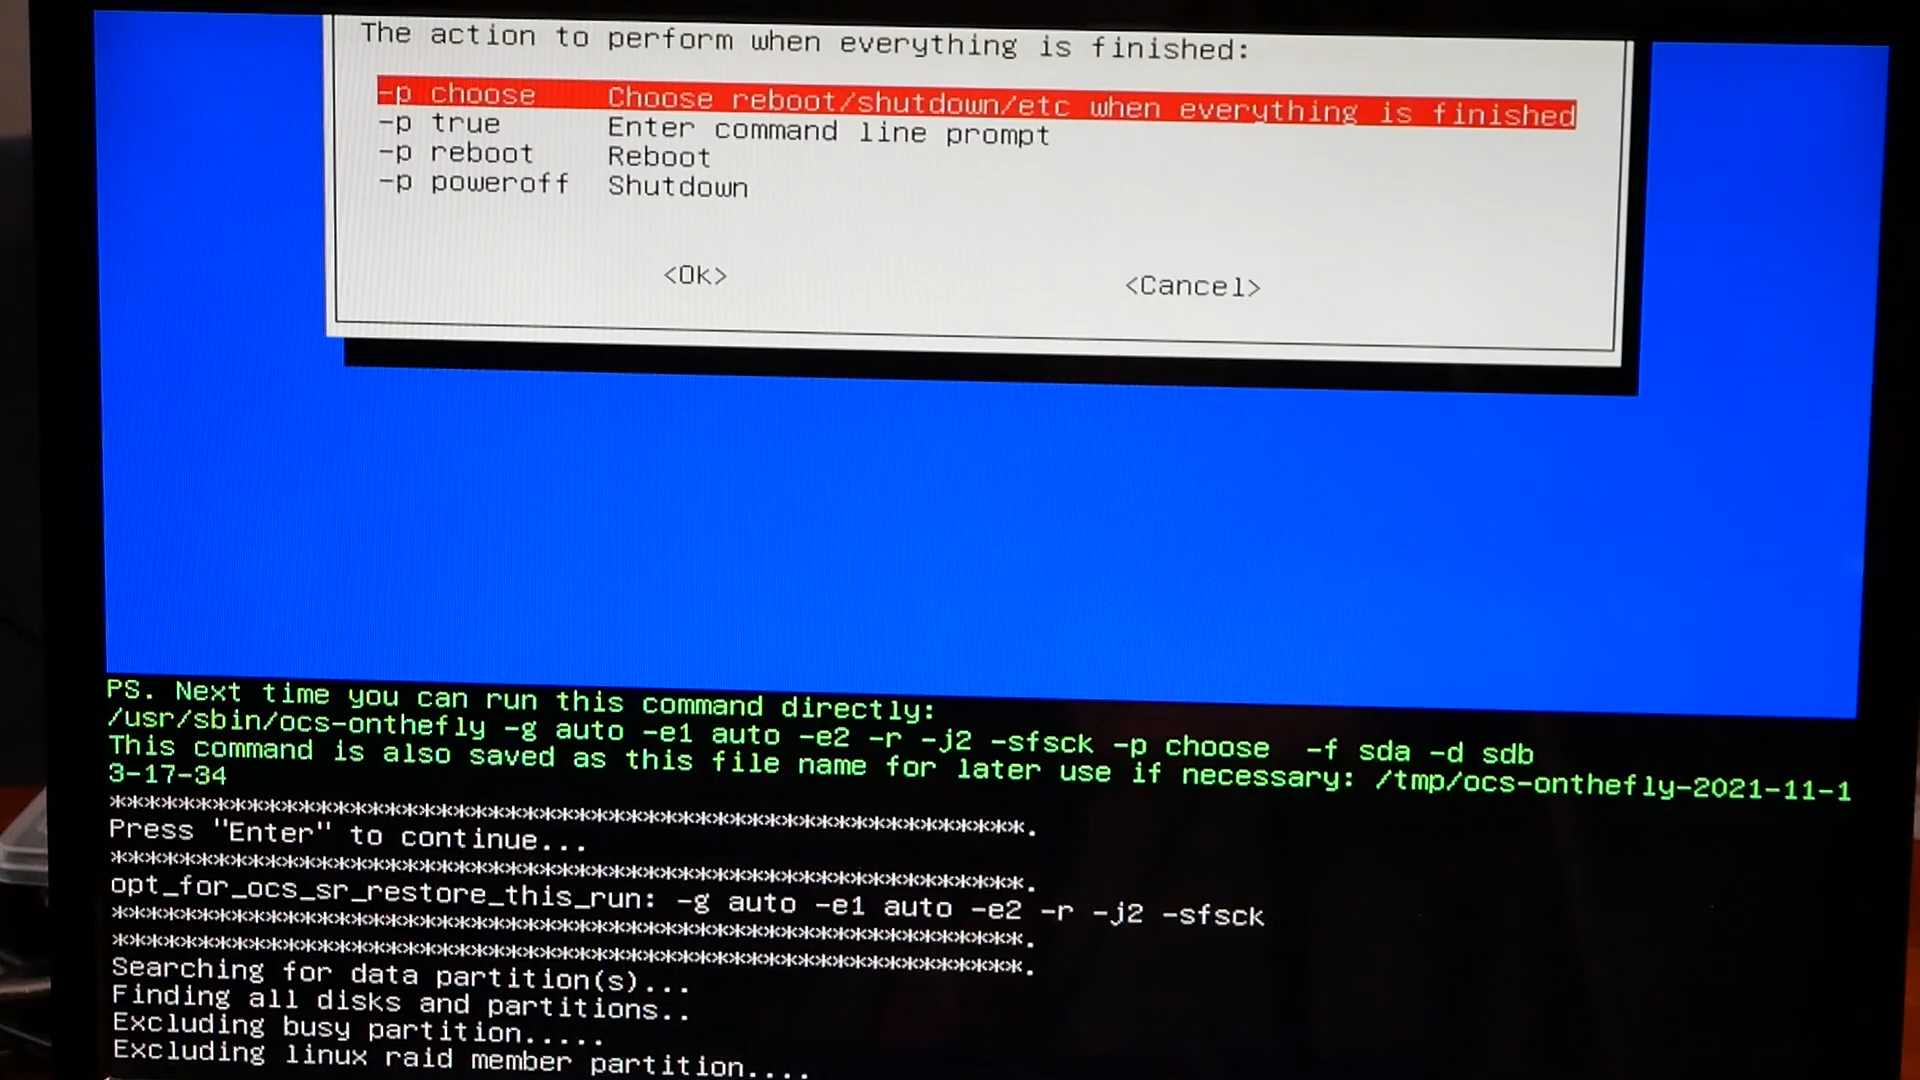 The action to perform when everything is finished:
-p choose Choose reboot/shutdown/etc when everything is finished
-p true Enter command line prompt
-p reboot Reboot
-p poweroff Shutdown
<Ok> <Cancel>
PS. Next time you can run this command directly:
/usr/sbin/ocs-onthefly -g auto -e1 auto -e2 -r -j2 -sfsck -p choose -f sda -d sdb
This command is also saved as this file name for later use if necessary: /tmp/ocs-onthefly-2021-11-1
3-17-34
*****************************************************.
Press "Enter" to continue...
*****************************************************.
opt_for_ocs_sr_restore_this_run: -g auto -e1 auto -e2 -r -j2 -sfsck
*****************************************************.
*****************************************************.
Searching for data partition(s)...
Finding all disks and partitions..
Excluding busy partition.....
Excluding linux raid member partition....